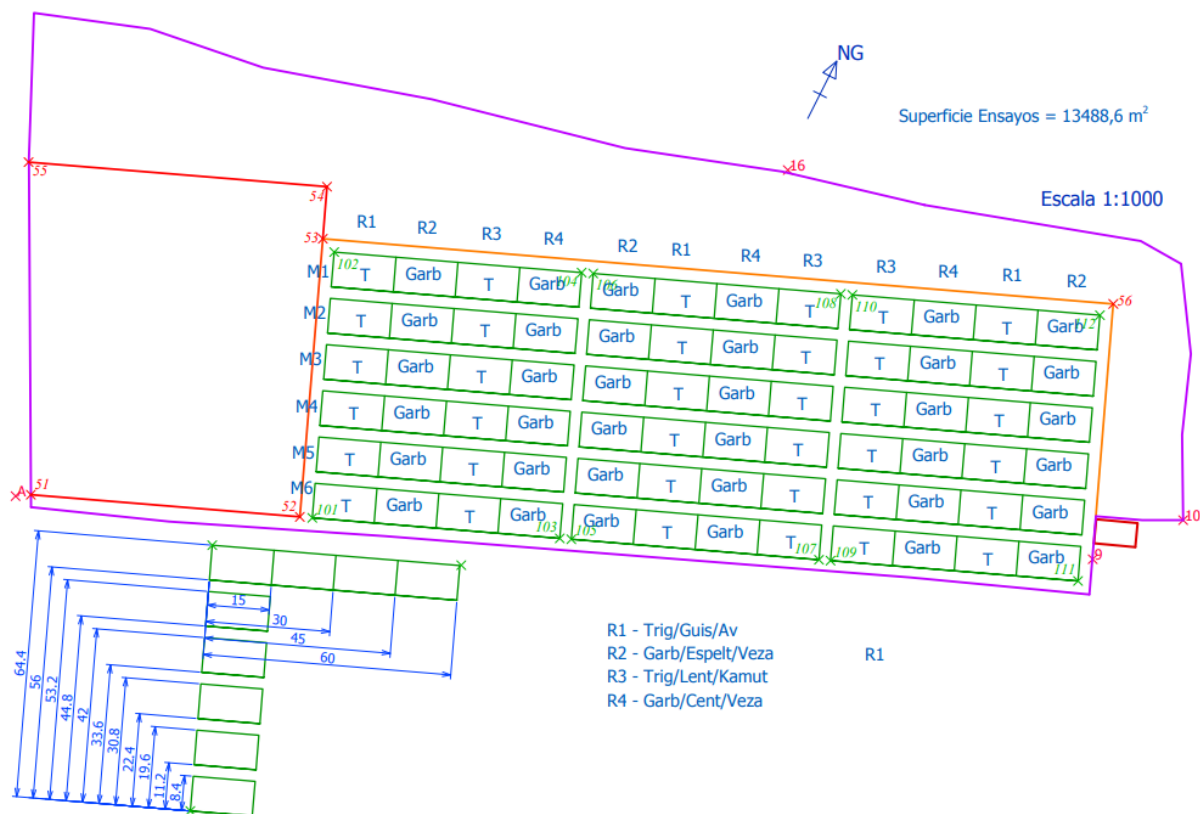 NG
Superficie Ensayos = 13488,6 m²
16
55
54
Escala 1:1000
53
R1 R2 R3 R4 R2 R1 R4 R3 R3 R4 R1 R2
56
M1 102 T Garb T Garb 104 106 Garb T Garb T 108 110 T Garb T Garb 112
M2 T Garb T Garb Garb T Garb T T Garb T Garb
M3 T Garb T Garb Garb T Garb T T Garb T Garb
M4 T Garb T Garb Garb T Garb T T Garb T Garb
M5 T Garb T Garb Garb T Garb T T Garb T Garb
M6 T Garb T Garb Garb T Garb T T Garb T Garb
A 51
52 101 103 105 107 109 111
10
9
15
30
45
60
64.4
56
53.2
44.8
42
33.6
30.8
22.4
19.6
11.2
8.4
R1 - Trig/Guis/Av
R2 - Garb/Espelt/Veza
R3 - Trig/Lent/Kamut
R4 - Garb/Cent/Veza
R1